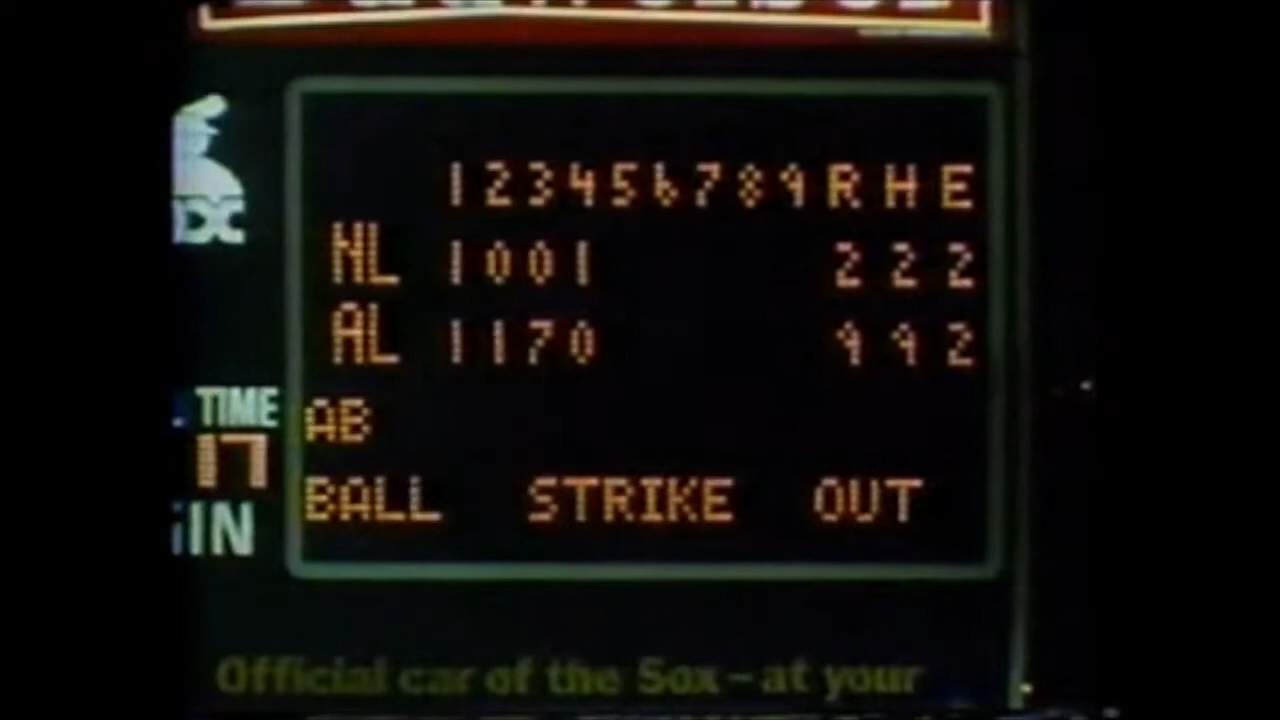 1 2 3 4 5 6 7 8 9 R H E
NL 1 0 0 1 2 2 2
AL 1 1 7 0 9 9 2
TIME
AB
17
BALL STRIKE OUT
IN
Official car of the Sox - at your